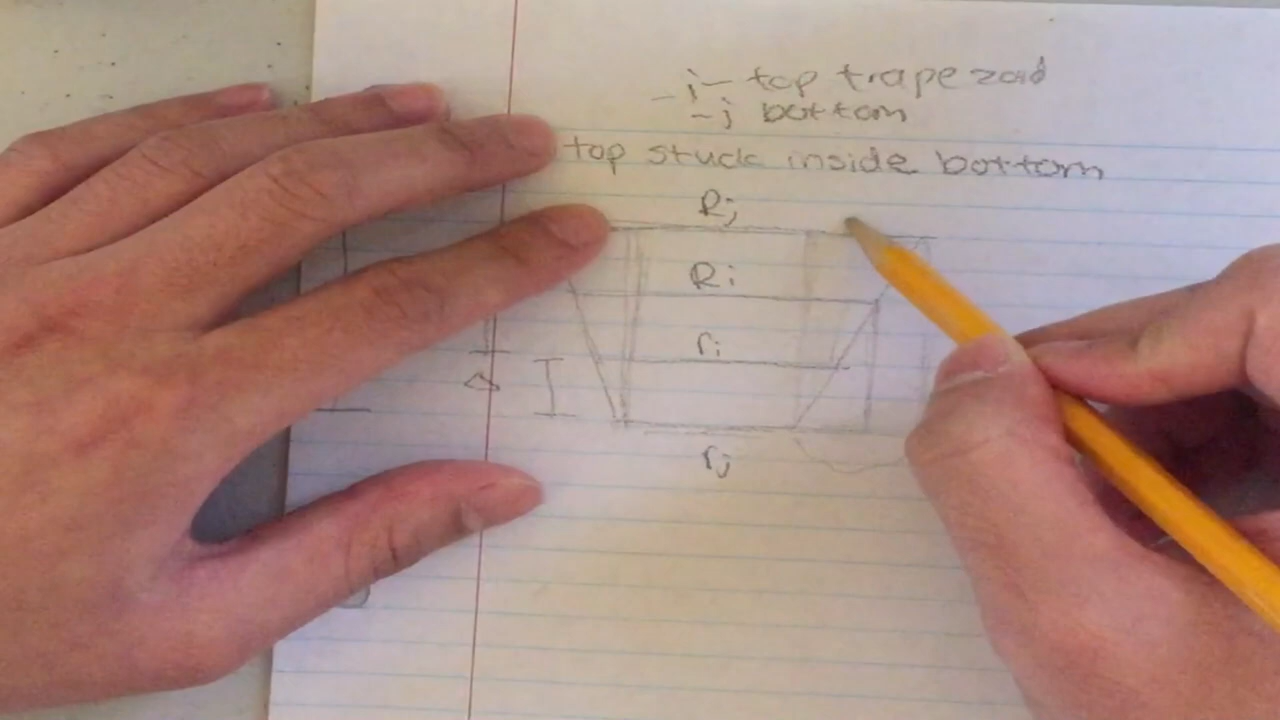 - i- top trapezoid
- j bottom
top stuck inside bottom
Rj
Ri
ri
rj